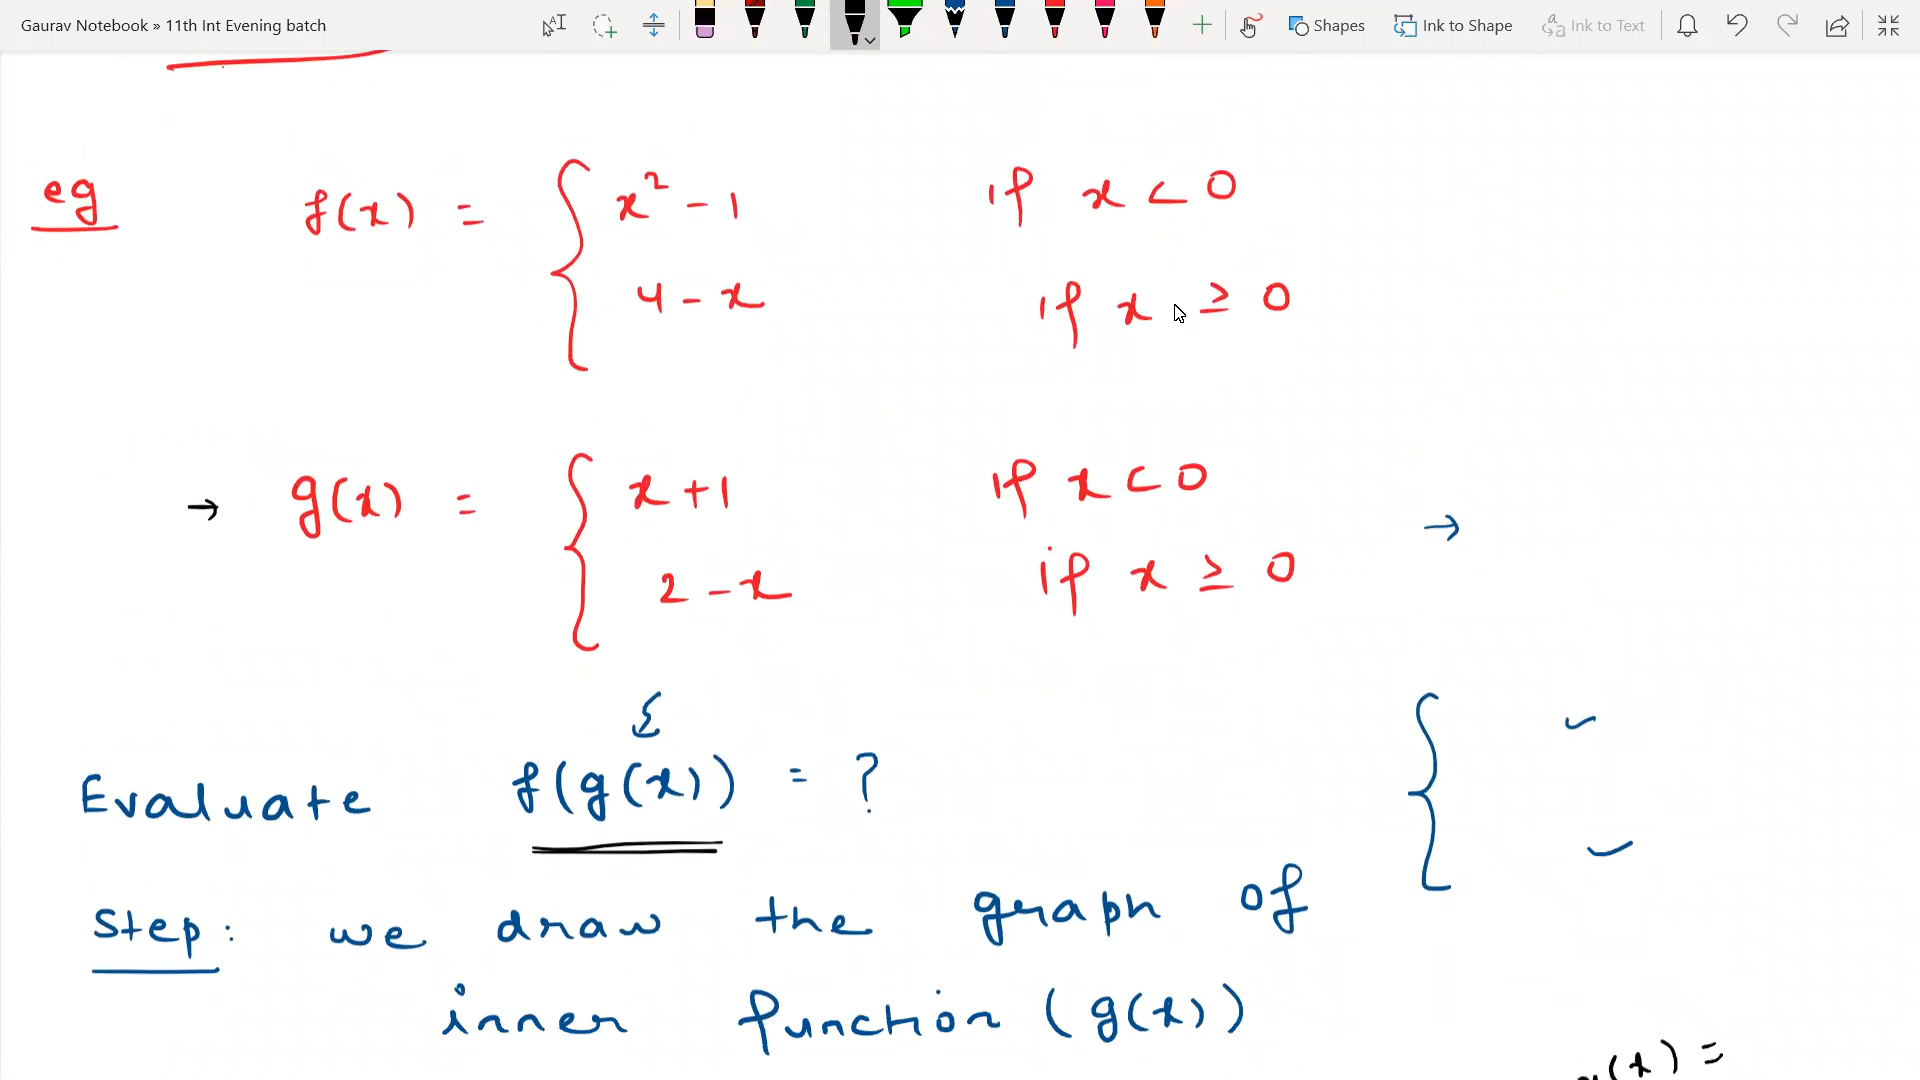 Gaurav Notebook » 11th Int Evening batch Shapes Ink to Shape Ink to Text
eg f(x) = { x² - 1 if x < 0
4 - x if x ≥ 0
→ g(x) = { x + 1 if x < 0 →
2 - x if x ≥ 0
Evaluate f(g(x)) = ?
Step: we draw the graph of
inner function (g(x))
(x) =